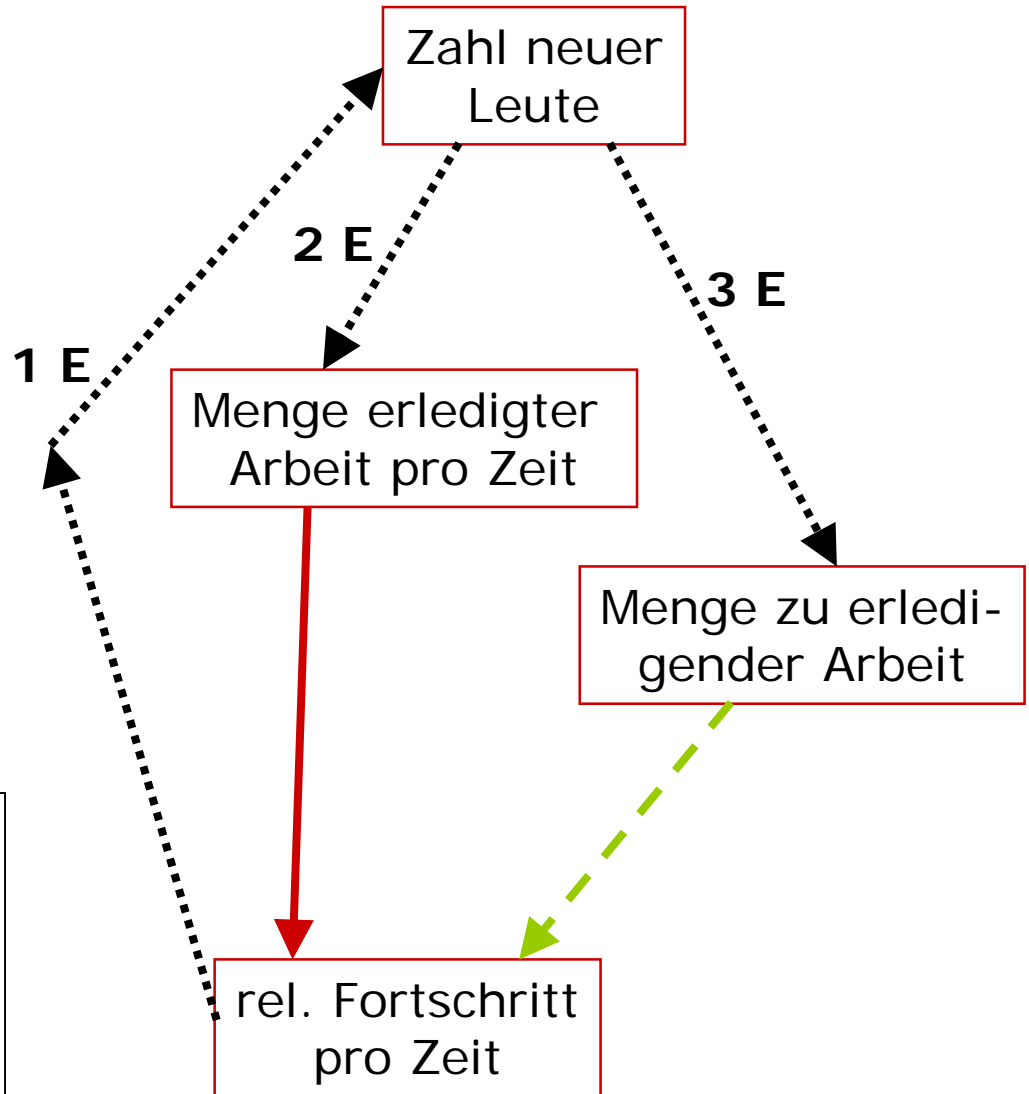 Zahl neuer
Leute
2 E
3 E
1 E
Menge erledigter
Arbeit pro Zeit
Menge zu erledi-
gender Arbeit
rel. Fortschritt
pro Zeit